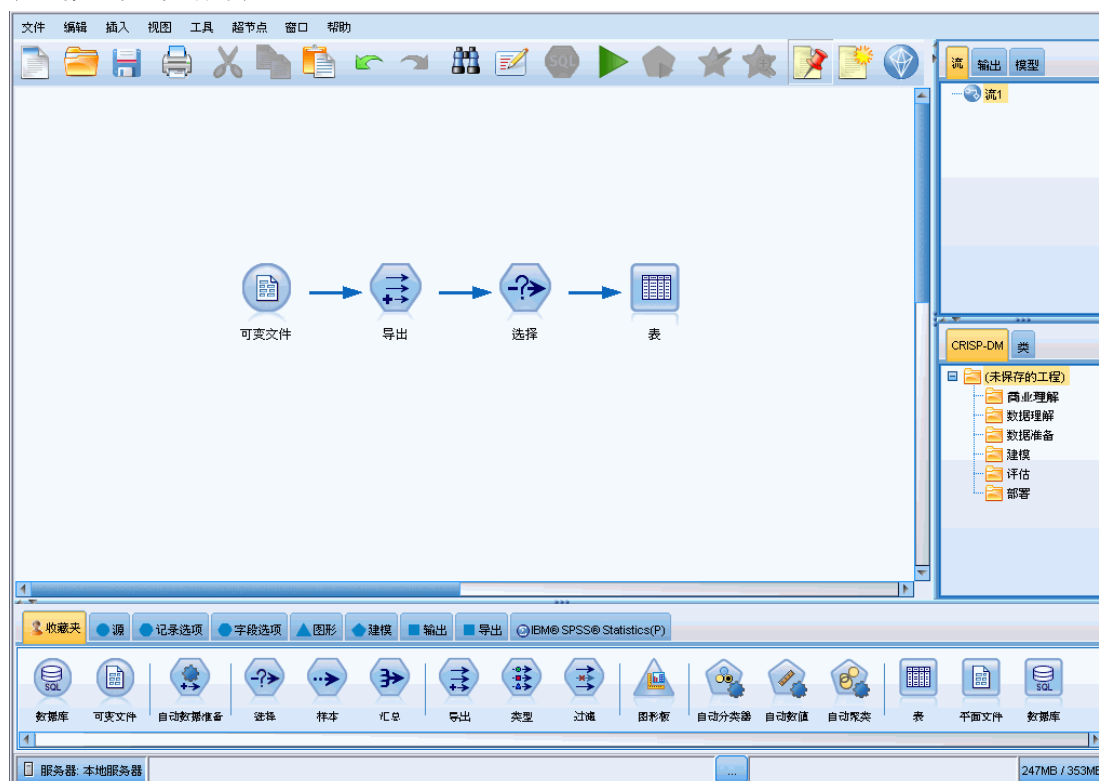 文件 编辑 插入 视图 工具 超节点 窗口 帮助
SQL
流 输出 模型
流1
可变文件 导出 选择 表
CRISP-DM 类
(未保存的工程)
商业理解
数据理解
数据准备
建模
评估
部署
收藏夹 源 记录选项 字段选项 图形 建模 输出 导出 IBM® SPSS® Statistics(P)
SQL SQL
数据库 可变文件 自动数据准备 选择 样本 汇总 导出 类型 过滤 图形板 自动分类器 自动数值 自动聚类 表 平面文件 数据库
服务器: 本地服务器 ... 247MB / 353MB